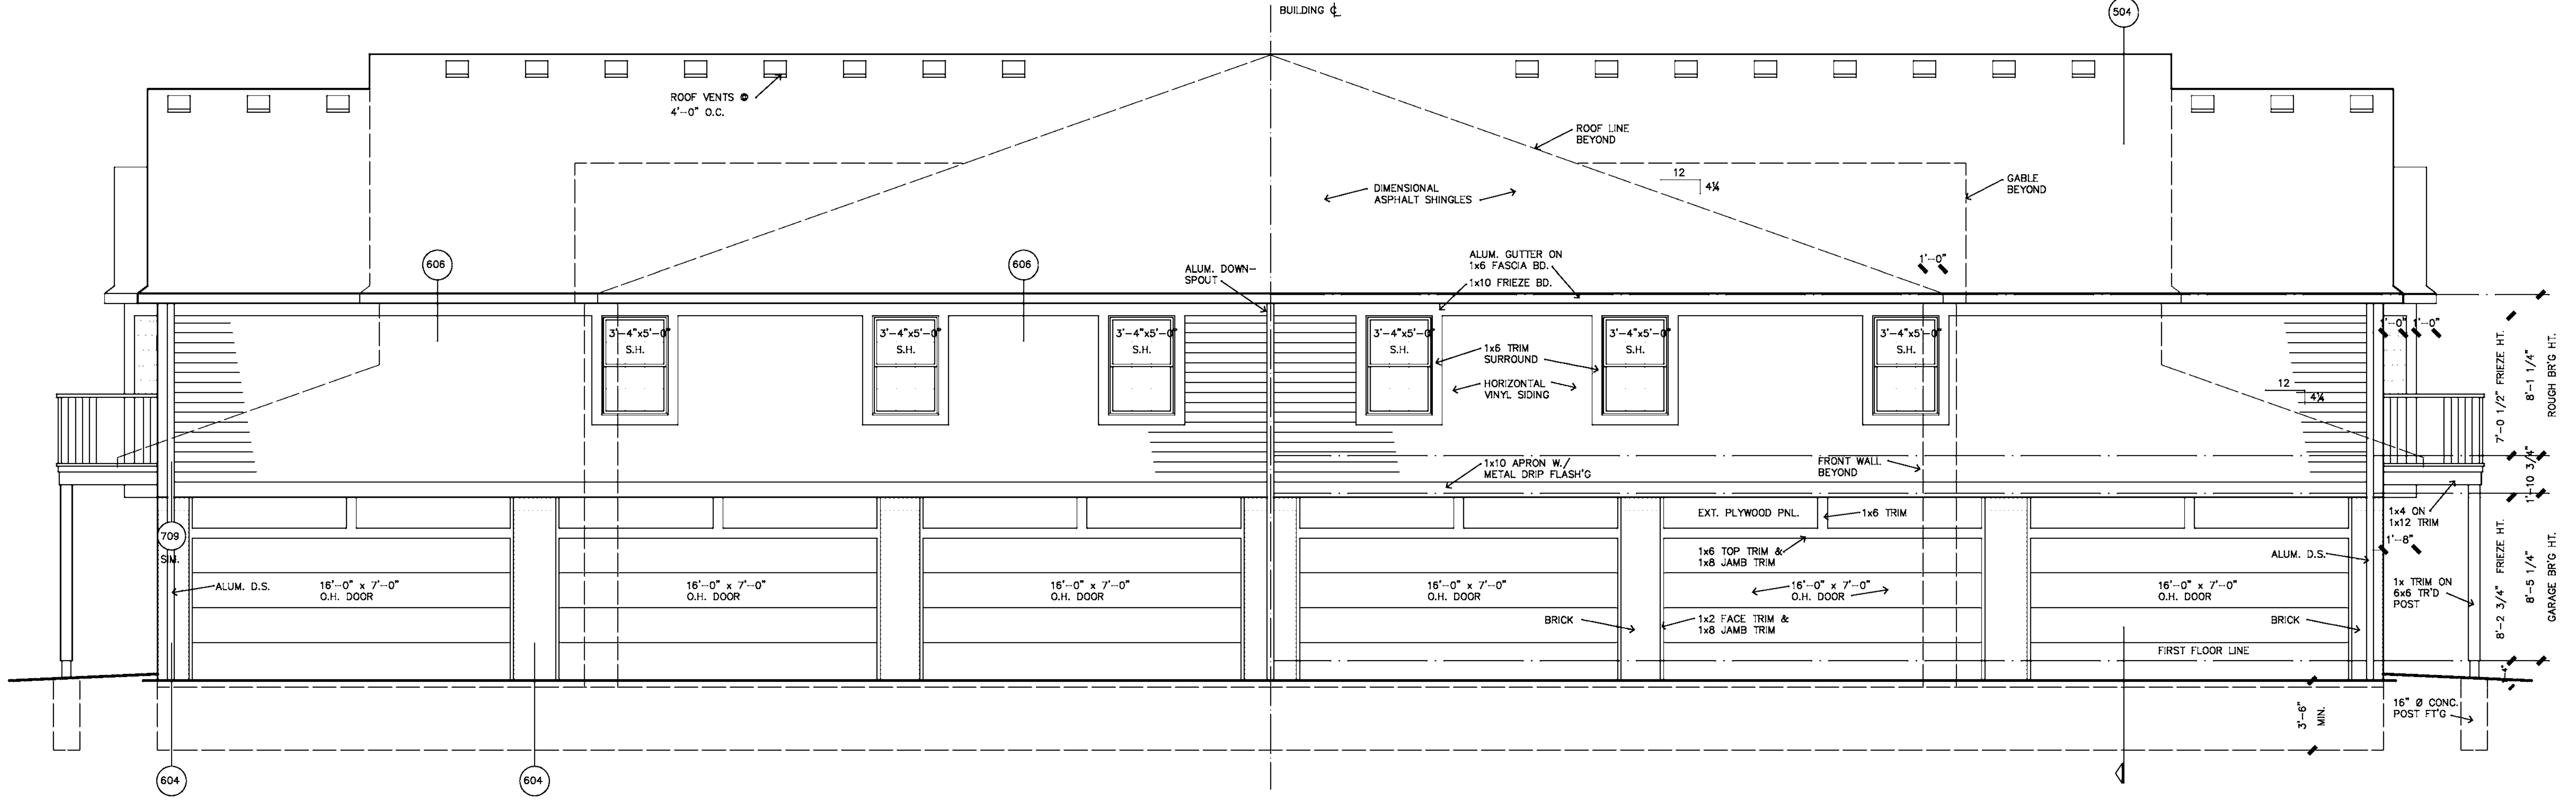 BUILDING ℄
504
ROOF VENTS @
4'-0" O.C.
ROOF LINE
BEYOND
12
4¼
GABLE
BEYOND
DIMENSIONAL
ASPHALT SHINGLES
606
606
ALUM. DOWN-
SPOUT
ALUM. GUTTER ON
1x6 FASCIA BD.
1x10 FRIEZE BD.
1'-0"
3'-4"x5'-0"
S.H.
3'-4"x5'-0"
S.H.
3'-4"x5'-0"
S.H.
3'-4"x5'-0"
S.H.
3'-4"x5'-0"
S.H.
3'-4"x5'-0"
S.H.
1'-0"
1'-0"
1x6 TRIM
SURROUND
HORIZONTAL
VINYL SIDING
12
4¼
7'-0 1/2" FRIEZE HT.
8'-1 1/4"
ROUGH BR'G HT.
1x10 APRON W./
METAL DRIP FLASH'G
FRONT WALL
BEYOND
1'-10 3/4"
EXT. PLYWOOD PNL.
1x6 TRIM
1x4 ON
1x12 TRIM
709
SIM.
1x6 TOP TRIM &
1x8 JAMB TRIM
ALUM. D.S.
1'-8"
ALUM. D.S.
16'-0" x 7'-0"
O.H. DOOR
16'-0" x 7'-0"
O.H. DOOR
16'-0" x 7'-0"
O.H. DOOR
16'-0" x 7'-0"
O.H. DOOR
16'-0" x 7'-0"
O.H. DOOR
16'-0" x 7'-0"
O.H. DOOR
1x TRIM ON
6x6 TR'D
POST
8'-2 3/4" FRIEZE HT.
8'-5 1/4"
GARAGE BR'G HT.
BRICK
1x2 FACE TRIM &
1x8 JAMB TRIM
BRICK
FIRST FLOOR LINE
4"
3'-6"
MIN.
16" Ø CONC.
POST FT'G
604
604